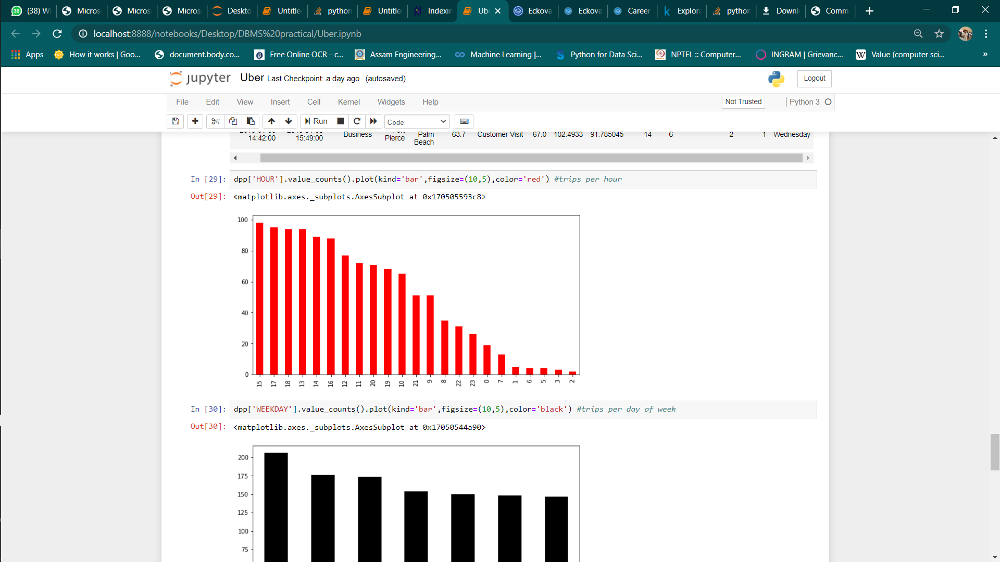 (38) W Micros Micros Micros Deskto Untitle python Untitle Indexin Ub Eckova Eckova Career Explora python Downl Comm
localhost:8888/notebooks/Desktop/DBMS%20practical/Uber.ipynb
Apps How it works | Goo... document.body.co... Free Online OCR - c... Assam Engineering... Machine Learning |... Python for Data Sci... NPTEL :: Computer... INGRAM | Grievanc... Value (computer sci... »
jupyter Uber Last Checkpoint: a day ago (autosaved) Logout
File Edit View Insert Cell Kernel Widgets Help Not Trusted Python 3
Run Code
14:42:00 15:49:00 Business Pierce Palm Beach 63.7 Customer Visit 67.0 102.4933 91.785045 14 6 2 1 Wednesday
In [29]: dpp['HOUR'].value_counts().plot(kind='bar',figsize=(10,5),color='red') #trips per hour
Out[29]: <matplotlib.axes._subplots.AxesSubplot at 0x170505593c8>
100
80
60
40
20
0
15 17 18 13 14 16 12 11 20 19 10 21 9 8 22 23 0 7 1 6 5 3 2
In [30]: dpp['WEEKDAY'].value_counts().plot(kind='bar',figsize=(10,5),color='black') #trips per day of week
Out[30]: <matplotlib.axes._subplots.AxesSubplot at 0x17050544a90>
200
175
150
125
100
75